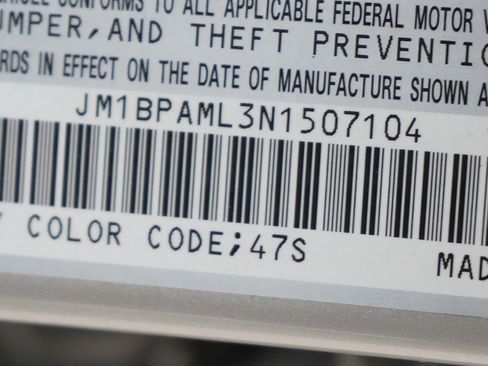 CONFORMS TO ALL APPLICABLE FEDERAL MOTOR
UMPER, AND THEFT PREVENTIO
RDS IN EFFECT ON THE DATE OF MANUFACTURE SHOWN A
JM1BPAML3N1507104
COLOR CODE;47S
MAD